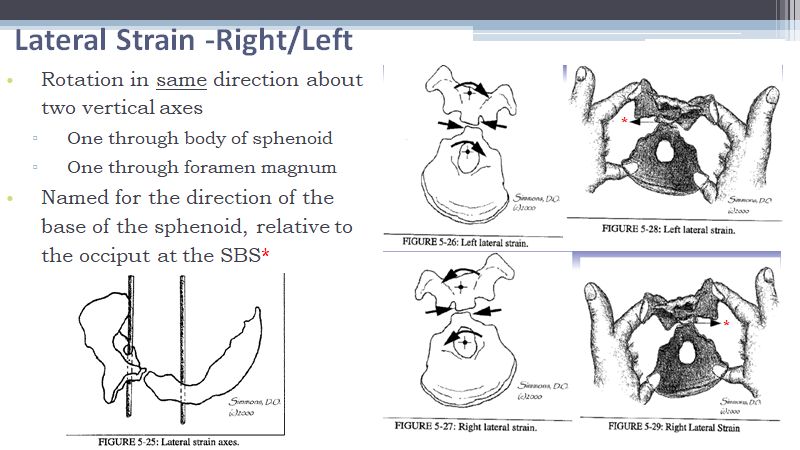 Lateral Strain -Right/Left
• Rotation in same direction about
two vertical axes
▫ One through body of sphenoid
▫ One through foramen magnum
• Named for the direction of the
base of the sphenoid, relative to
the occiput at the SBS*
Simmons, D.O.
(c)2000
FIGURE 5-25: Lateral strain axes.
Simmons, D.O.
(c)2000
FIGURE 5-26: Left lateral strain.
*
Simmons, D.O.
(c)2000
FIGURE 5-28: Left lateral strain.
Simmons, D.O.
(c)2000
FIGURE 5-27: Right lateral strain.
*
Simmons, D.O.
(c)2000
FIGURE 5-29: Right Lateral Strain